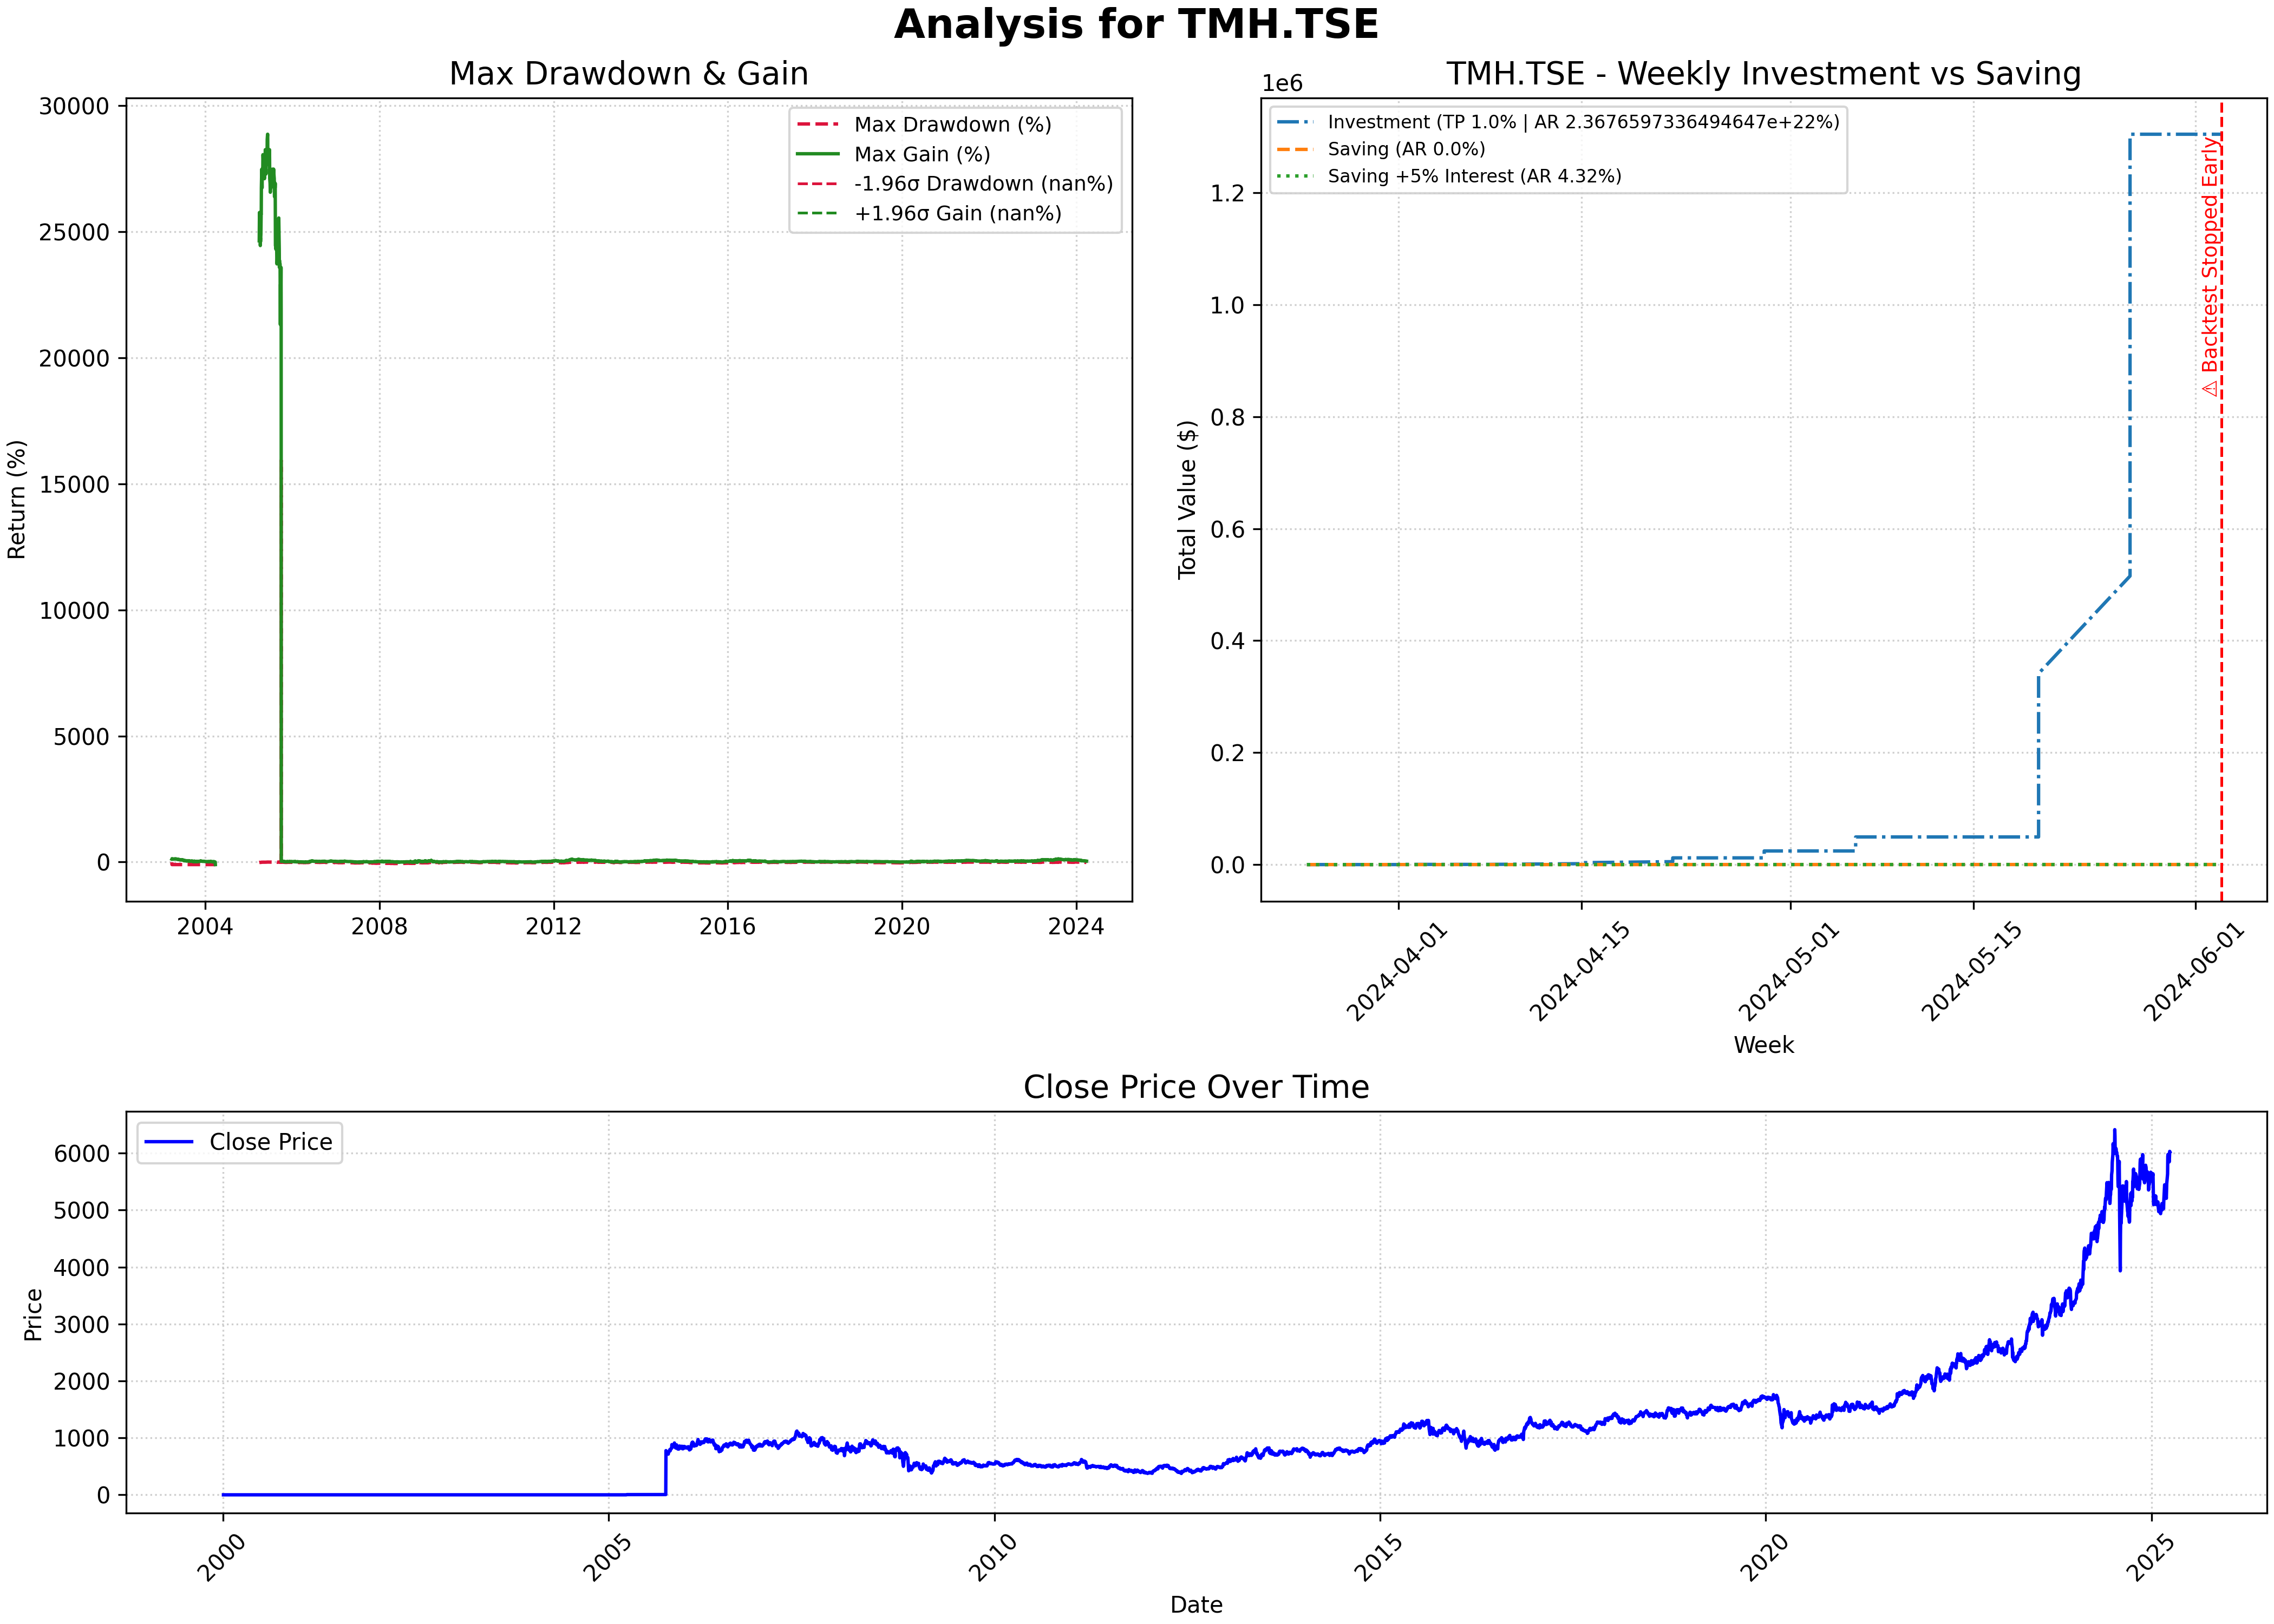 Analysis for TMH.TSE
Max Drawdown & Gain
Return (%)
30000
25000
20000
15000
10000
5000
0
2004
2008
2012
2016
2020
2024
Max Drawdown (%)
Max Gain (%)
-1.96σ Drawdown (nan%)
+1.96σ Gain (nan%)
TMH.TSE - Weekly Investment vs Saving
1e6
Total Value ($)
1.2
1.0
0.8
0.6
0.4
0.2
0.0
Investment (TP 1.0% | AR 2.3676597336494647e+22%)
Saving (AR 0.0%)
Saving +5% Interest (AR 4.32%)
⚠ Backtest Stopped Early
2024-04-01
2024-04-15
2024-05-01
2024-05-15
2024-06-01
Week
Close Price Over Time
Close Price
Price
6000
5000
4000
3000
2000
1000
0
2000
2005
2010
2015
2020
2025
Date